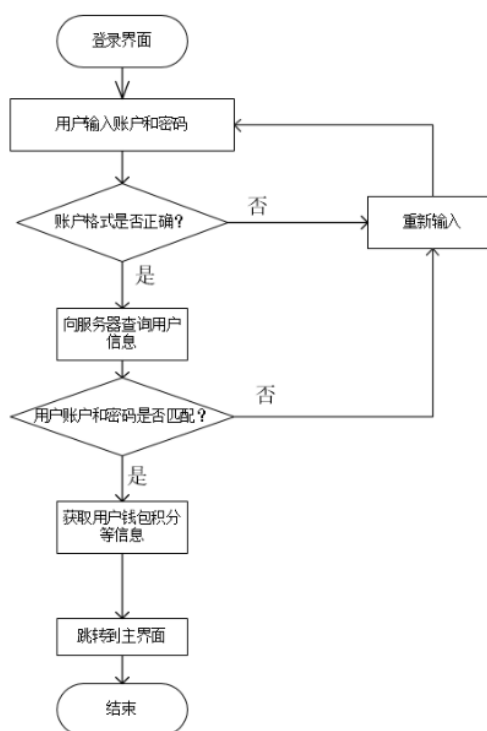 登录界面
用户输入账户和密码
账户格式是否正确？
否
重新输入
是
向服务器查询用户
信息
用户账户和密码是否匹配？
否
是
获取用户钱包积分
等信息
跳转到主界面
结束